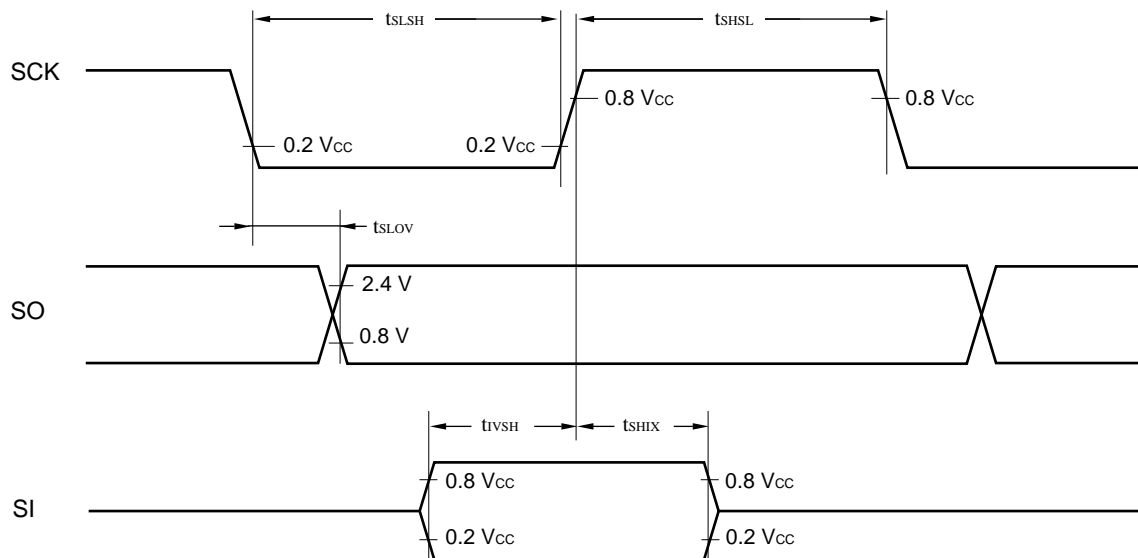 tSLSH tSHSL
SCK
0.8 VCC 0.8 VCC
0.2 VCC 0.2 VCC
tSLOV
2.4 V
SO
0.8 V
tIVSH tSHIX
0.8 VCC 0.8 VCC
SI
0.2 VCC 0.2 VCC